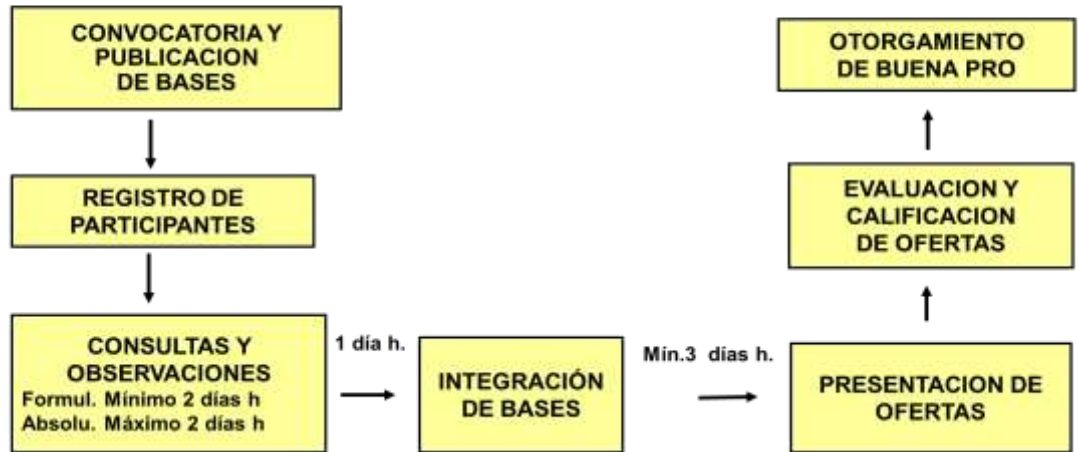 CONVOCATORIA Y
PUBLICACION
DE BASES
REGISTRO DE
PARTICIPANTES
CONSULTAS Y
OBSERVACIONES
Formul. Mínimo 2 días h
Absolu. Máximo 2 días h
1 día h.
INTEGRACIÓN
DE BASES
Mín.3 días h.
PRESENTACION DE
OFERTAS
EVALUACION Y
CALIFICACION
DE OFERTAS
OTORGAMIENTO
DE BUENA PRO